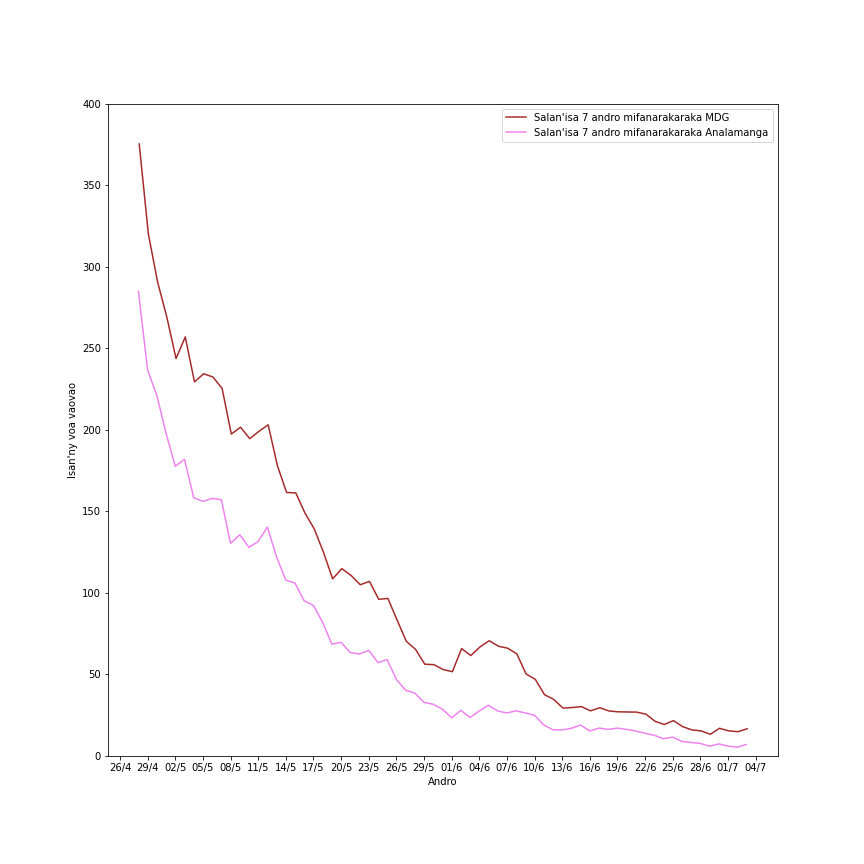 Salan'isa 7 andro mifanarakaraka MDG
Salan'isa 7 andro mifanarakaraka Analamanga
400
350
300
250
200
150
100
50
0
Isan'ny voa vaovao
26/4 29/4 02/5 05/5 08/5 11/5 14/5 17/5 20/5 23/5 26/5 29/5 01/6 04/6 07/6 10/6 13/6 16/6 19/6 22/6 25/6 28/6 01/7 04/7
Andro